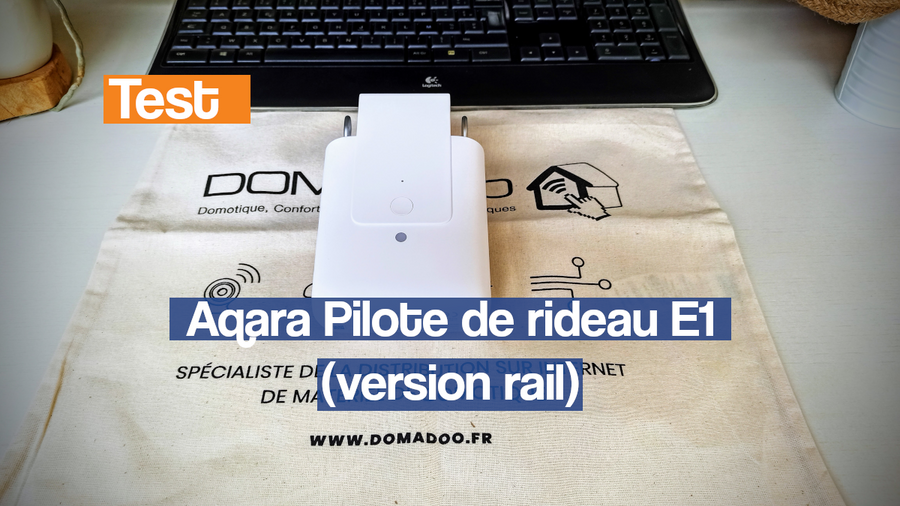 Logitech
Test
DOM
Domotique, Confort
ques
Aqara Pilote de rideau E1
SPÉCIALISTE DE LA DISTRIBUTION SUR INTERNET
(version rail)
DE MA
WWW.DOMADOO.FR